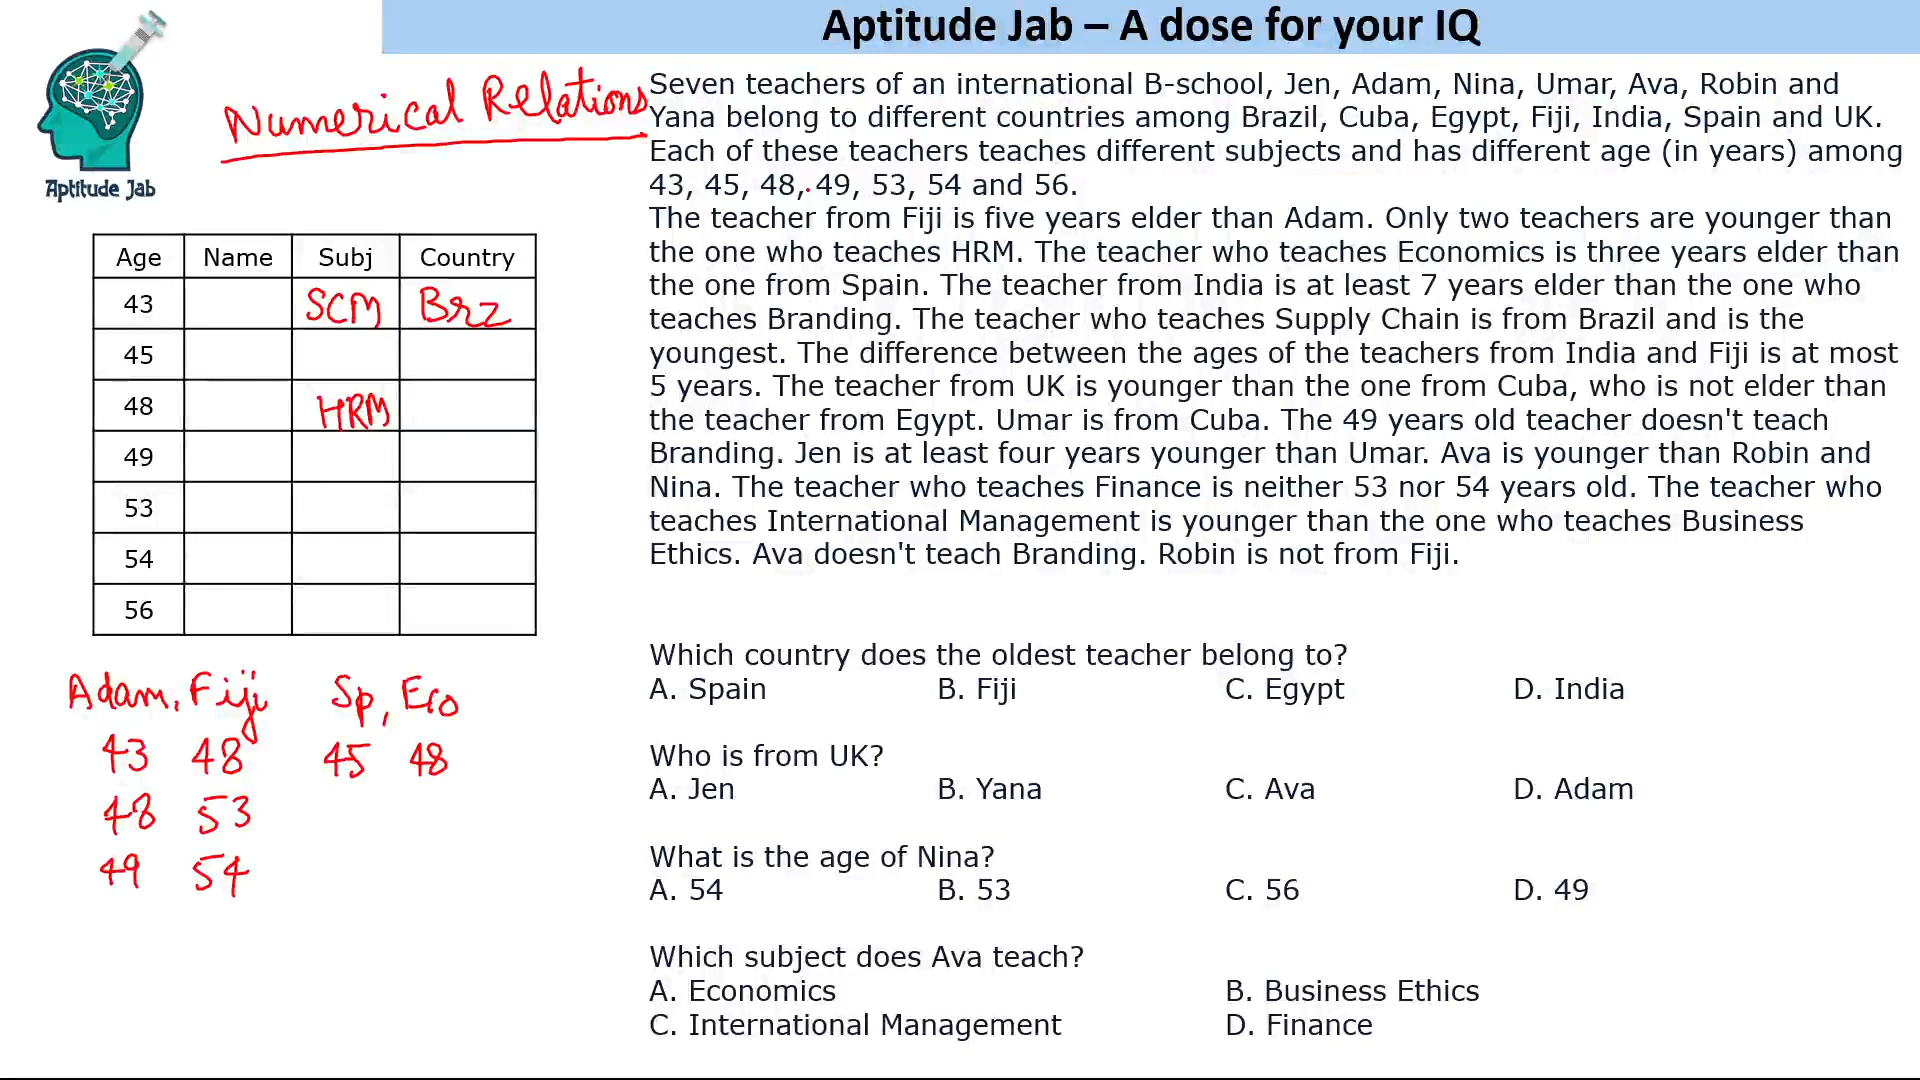 Aptitude Jab – A dose for your IQ
Aptitude Jab
Numerical Relations
Seven teachers of an international B-school, Jen, Adam, Nina, Umar, Ava, Robin and
Yana belong to different countries among Brazil, Cuba, Egypt, Fiji, India, Spain and UK.
Each of these teachers teaches different subjects and has different age (in years) among
43, 45, 48, 49, 53, 54 and 56.
The teacher from Fiji is five years elder than Adam. Only two teachers are younger than
the one who teaches HRM. The teacher who teaches Economics is three years elder than
the one from Spain. The teacher from India is at least 7 years elder than the one who
teaches Branding. The teacher who teaches Supply Chain is from Brazil and is the
youngest. The difference between the ages of the teachers from India and Fiji is at most
5 years. The teacher from UK is younger than the one from Cuba, who is not elder than
the teacher from Egypt. Umar is from Cuba. The 49 years old teacher doesn't teach
Branding. Jen is at least four years younger than Umar. Ava is younger than Robin and
Nina. The teacher who teaches Finance is neither 53 nor 54 years old. The teacher who
teaches International Management is younger than the one who teaches Business
Ethics. Ava doesn't teach Branding. Robin is not from Fiji.
Age Name Subj Country
43 SCM Brz
45
48 HRM
49
53
54
56
Adam, Fiji Sp, Eco
43 48 45 48
48 53
49 54
Which country does the oldest teacher belong to?
A. Spain B. Fiji C. Egypt D. India
Who is from UK?
A. Jen B. Yana C. Ava D. Adam
What is the age of Nina?
A. 54 B. 53 C. 56 D. 49
Which subject does Ava teach?
A. Economics B. Business Ethics
C. International Management D. Finance